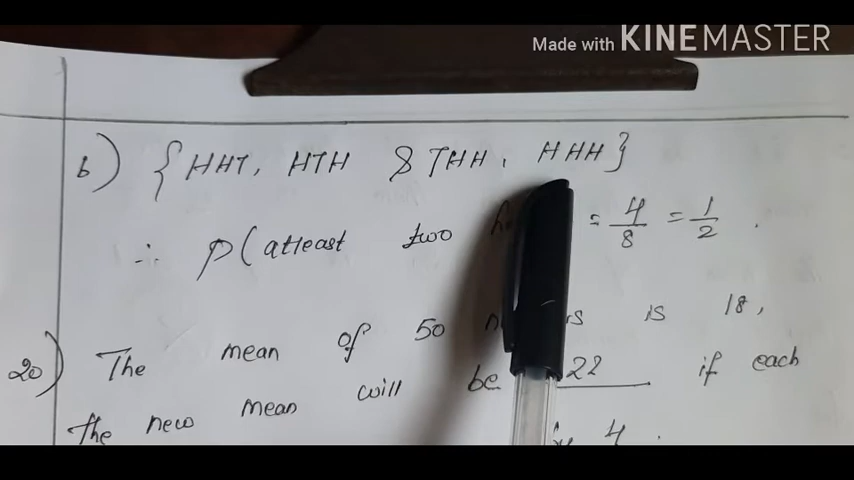 Made with KINEMASTER
b) { HHT, HTH & THH, HHH}
∴ P(atleast two = 4/8 = 1/2 .
20) The mean of 50 is 18,
The new mean will be 22 if each
4 .